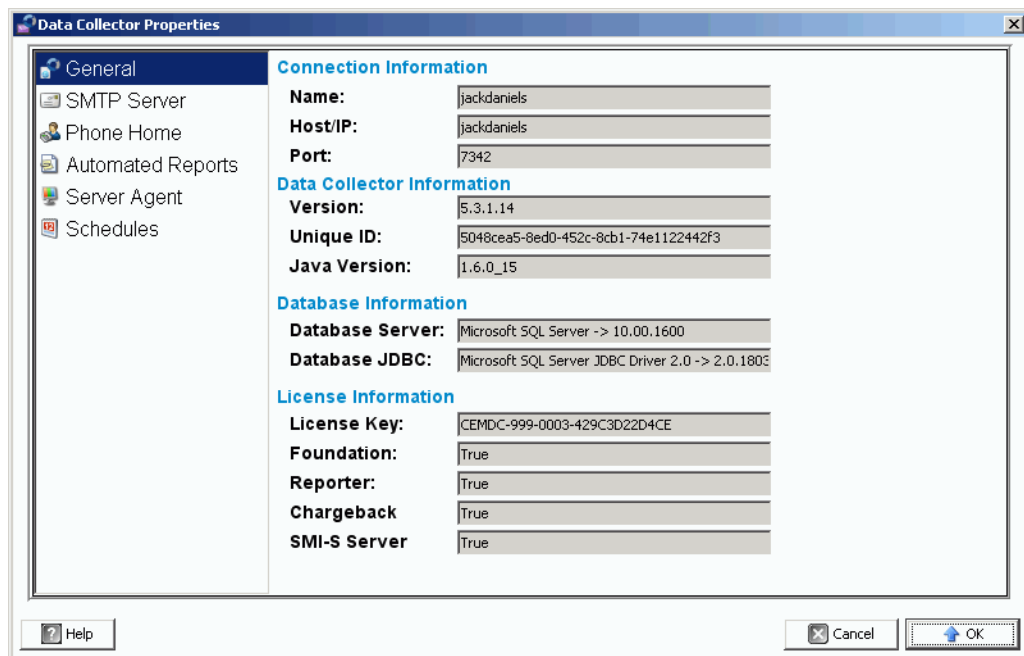 Data Collector Properties
General
SMTP Server
Phone Home
Automated Reports
Server Agent
Schedules
Connection Information
Name: jackdaniels
Host/IP: jackdaniels
Port: 7342
Data Collector Information
Version: 5.3.1.14
Unique ID: 5048cea5-8ed0-452c-8cb1-74e1122442f3
Java Version: 1.6.0_15
Database Information
Database Server: Microsoft SQL Server -> 10.00.1600
Database JDBC: Microsoft SQL Server JDBC Driver 2.0 -> 2.0.1803
License Information
License Key: CEMDC-999-0003-429C3D22D4CE
Foundation: True
Reporter: True
Chargeback True
SMI-S Server True
Help
Cancel
OK